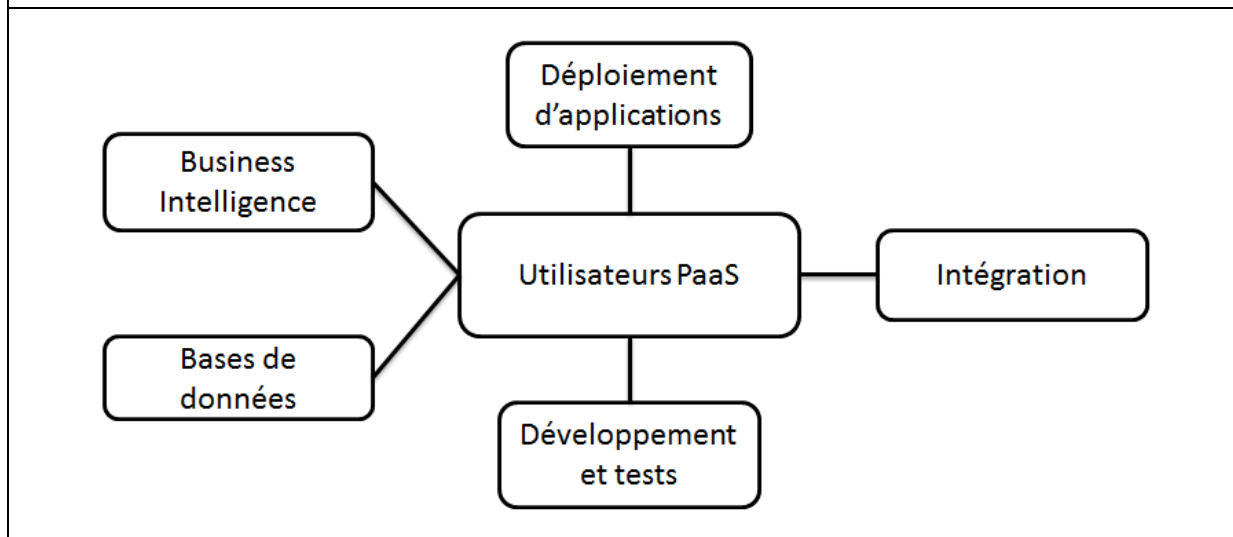 Déploiement
d'applications
Business
Intelligence
Utilisateurs PaaS
Intégration
Bases de
données
Développement
et tests